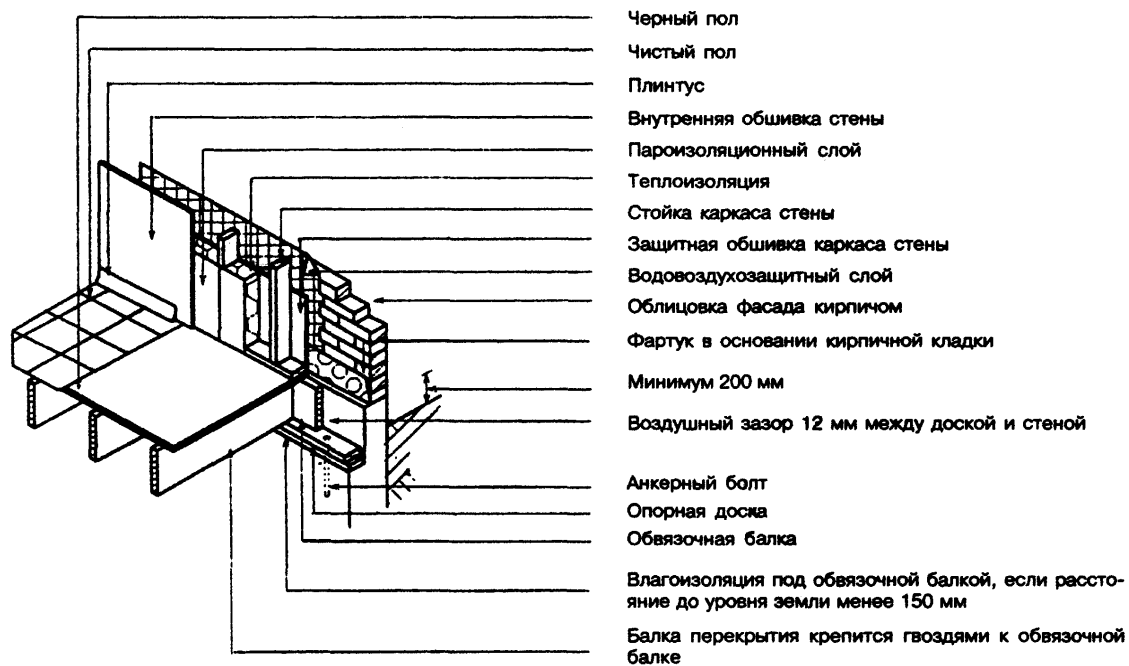 Черный пол
Чистый пол
Плинтус
Внутренняя обшивка стены
Пароизоляционный слой
Теплоизоляция
Стойка каркаса стены
Защитная обшивка каркаса стены
Водовоздухозащитный слой
Облицовка фасада кирпичом
Фартук в основании кирпичной кладки
Минимум 200 мм
Воздушный зазор 12 мм между доской и стеной
Анкерный болт
Опорная доска
Обвязочная балка
Влагоизоляция под обвязочной балкой, если рассто-
яние до уровня земли менее 150 мм
Балка перекрытия крепится гвоздями к обвязочной
балке